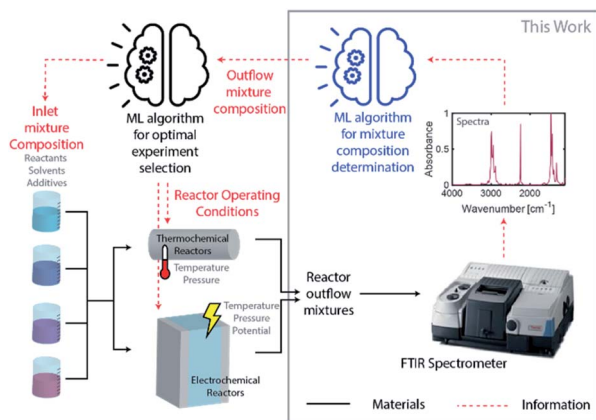 This Work
Outflow
mixture
composition
ML algorithm
for optimal
experiment
selection
ML algorithm
for mixture
composition
determination
Inlet
mixture
Composition
Reactants
Solvents
Additives
Spectra
Absorbance
1
0.5
0
4000
3000
2000
Wavenumber [cm⁻¹]
Reactor Operating
Conditions
Thermochemical
Reactors
Temperature
Pressure
Temperature
Pressure
Potential
Electrochemical
Reactors
Reactor
outflow
mixtures
FTIR Spectrometer
Materials
Information